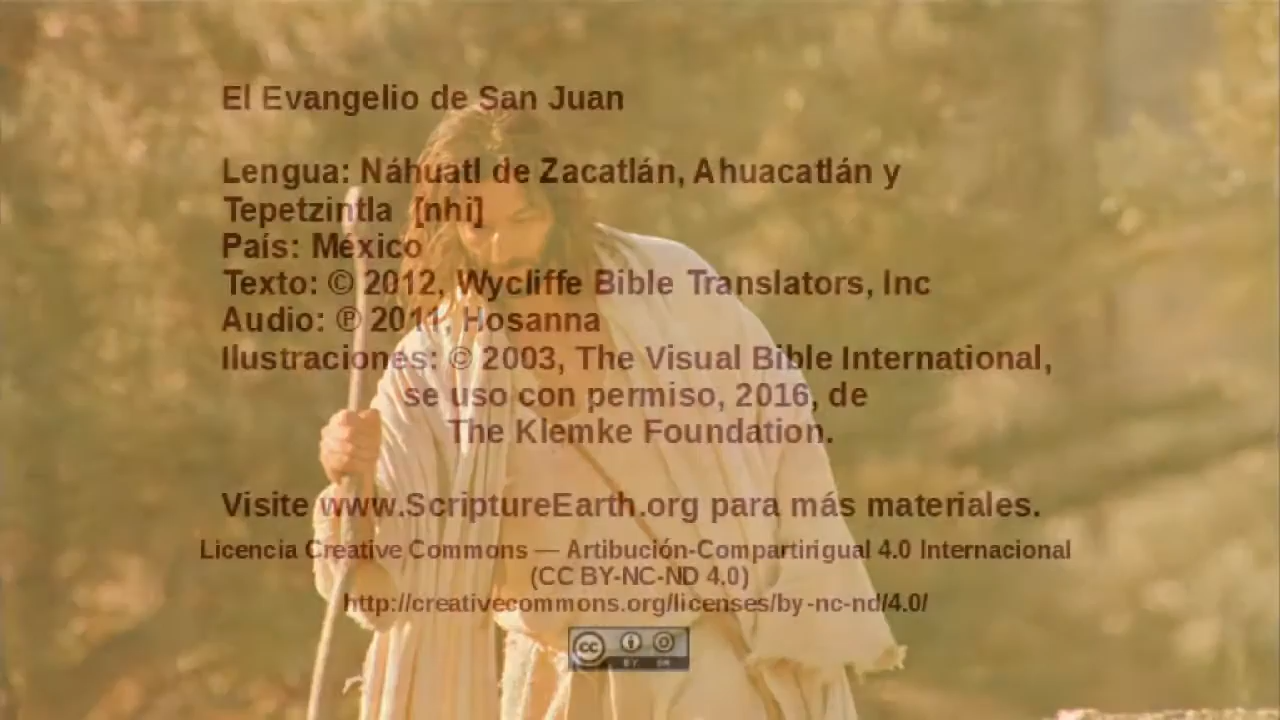 El Evangelio de San Juan
Lengua: Náhuatl de Zacatlán, Ahuacatlán y
Tepetzintla [nhi]
País: México
Texto: © 2012, Wycliffe Bible Translators, Inc
Audio: ℗ 2011, Hosanna
Ilustraciones: © 2003, The Visual Bible International,
se uso con permiso, 2016, de
The Klemke Foundation.
Visite www.ScriptureEarth.org para más materiales.
Licencia Creative Commons — Artibución-Compartirigual 4.0 Internacional
(CC BY-NC-ND 4.0)
http://creativecommons.org/licenses/by-nc-nd/4.0/
cc BY SA